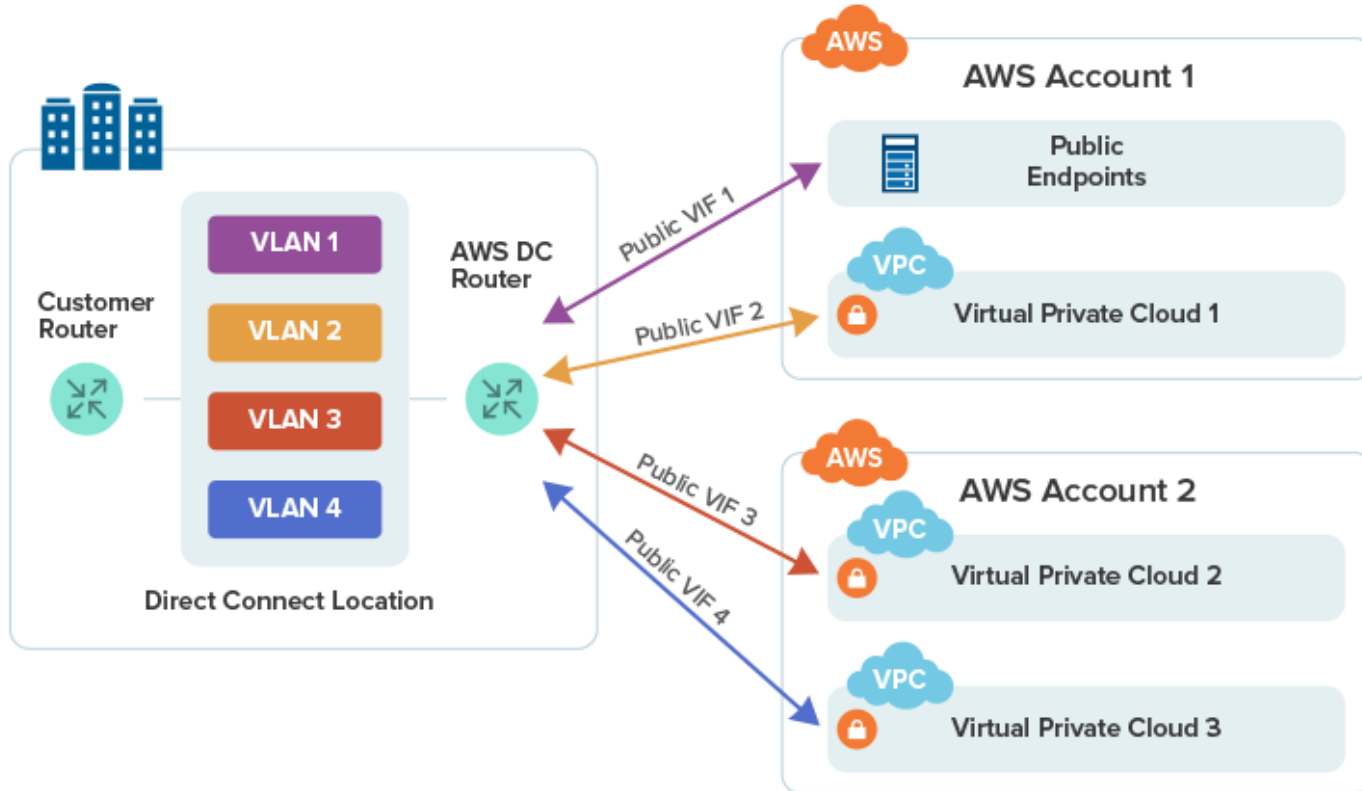 AWS
AWS Account 1
Public
Endpoints
VPC
Virtual Private Cloud 1
Customer
Router
VLAN 1
VLAN 2
VLAN 3
VLAN 4
AWS DC
Router
Direct Connect Location
Public VIF 1
Public VIF 2
Public VIF 3
Public VIF 4
AWS
AWS Account 2
VPC
Virtual Private Cloud 2
VPC
Virtual Private Cloud 3